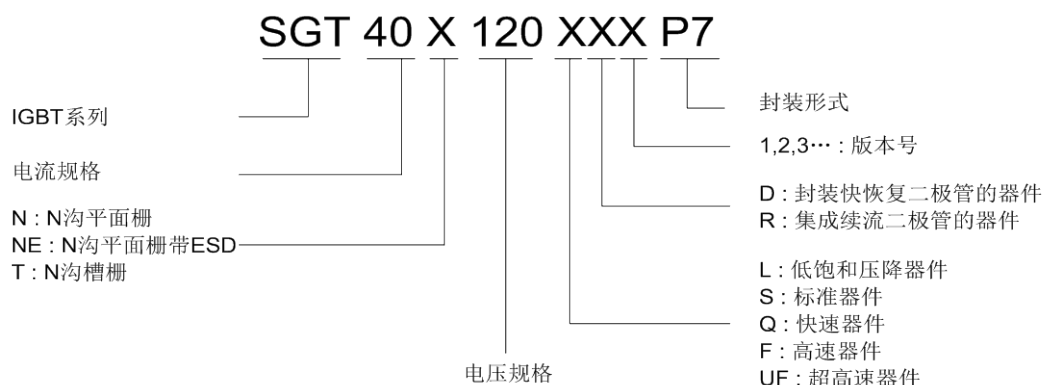 SGT 40 X 120 XXX P7
IGBT系列
电流规格
N : N沟平面栅
NE : N沟平面栅带ESD
T : N沟槽栅
电压规格
封装形式
1,2,3··· : 版本号
D : 封装快恢复二极管的器件
R : 集成续流二极管的器件
L : 低饱和压降器件
S : 标准器件
Q : 快速器件
F : 高速器件
UF : 超高速器件